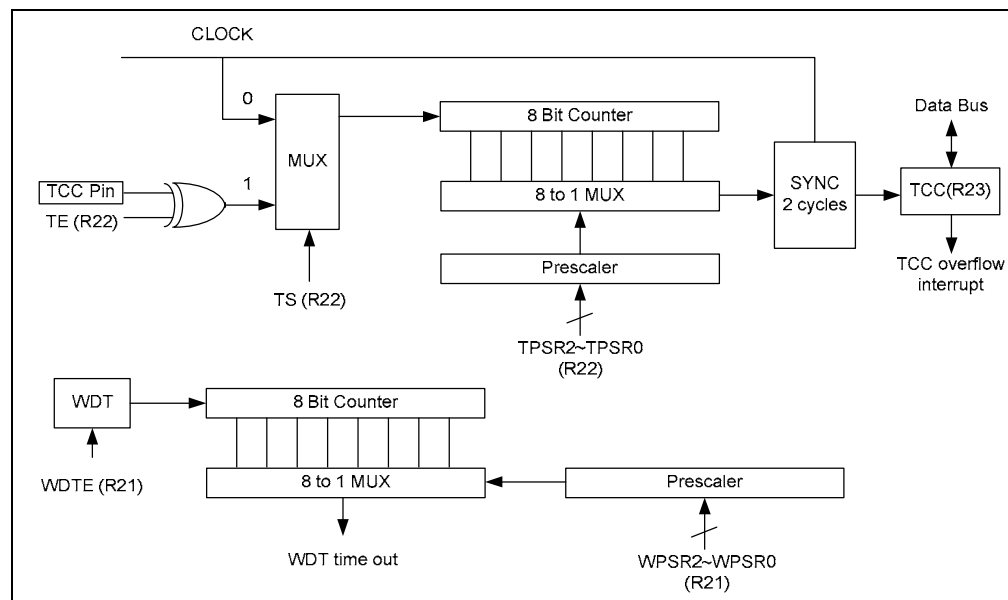 CLOCK
0
8 Bit Counter
Data Bus
MUX
TCC Pin
1
8 to 1 MUX
SYNC
2 cycles
TCC(R23)
TE (R22)
Prescaler
TCC overflow
interrupt
TS (R22)
TPSR2~TPSR0
(R22)
WDT
8 Bit Counter
WDTE (R21)
8 to 1 MUX
Prescaler
WDT time out
WPSR2~WPSR0
(R21)